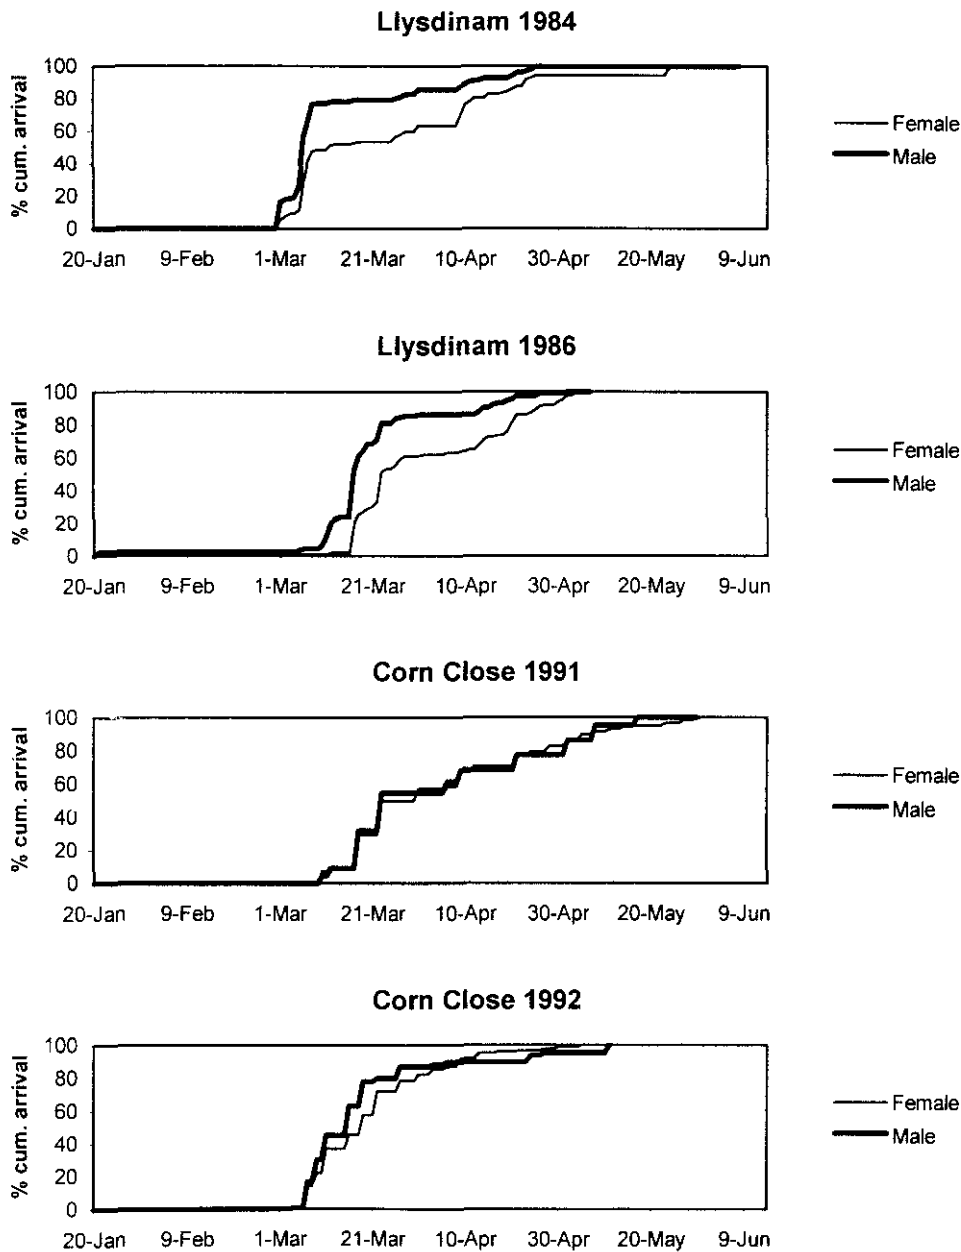 Llysdinam 1984
% cum. arrival
100
80
60
40
20
0
20-Jan 9-Feb 1-Mar 21-Mar 10-Apr 30-Apr 20-May 9-Jun
Female
Male
Llysdinam 1986
% cum. arrival
100
80
60
40
20
0
20-Jan 9-Feb 1-Mar 21-Mar 10-Apr 30-Apr 20-May 9-Jun
Female
Male
Corn Close 1991
% cum. arrival
100
80
60
40
20
0
20-Jan 9-Feb 1-Mar 21-Mar 10-Apr 30-Apr 20-May 9-Jun
Female
Male
Corn Close 1992
% cum. arrival
100
80
60
40
20
0
20-Jan 9-Feb 1-Mar 21-Mar 10-Apr 30-Apr 20-May 9-Jun
Female
Male